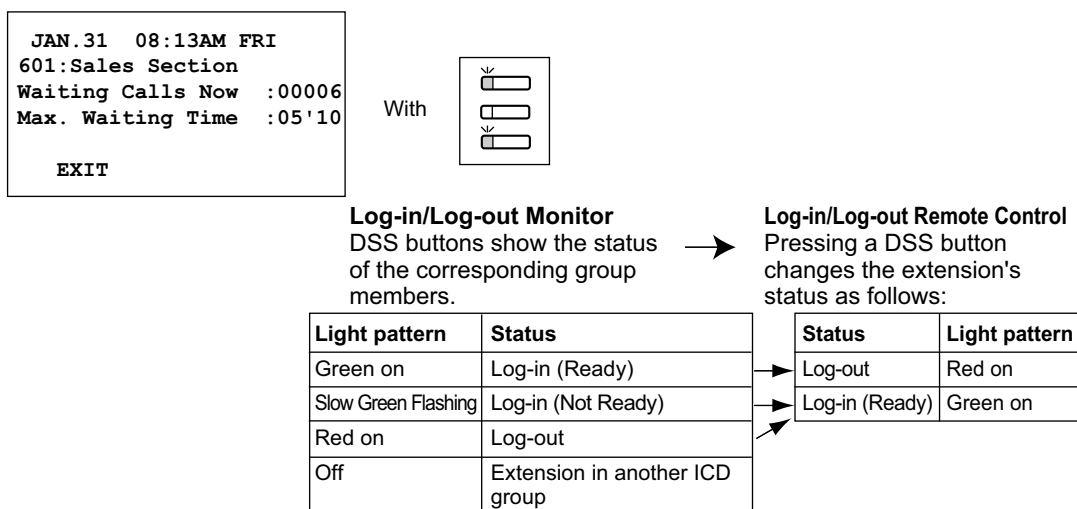 JAN.31 08:13AM FRI
601:Sales Section
Waiting Calls Now :00006
Max. Waiting Time :05'10
EXIT
With
Log-in/Log-out Monitor
DSS buttons show the status
of the corresponding group
members.
Log-in/Log-out Remote Control
Pressing a DSS button
changes the extension's
status as follows:
Light pattern Status
Green on Log-in (Ready)
Slow Green Flashing Log-in (Not Ready)
Red on Log-out
Off Extension in another ICD
group
Status Light pattern
Log-out Red on
Log-in (Ready) Green on